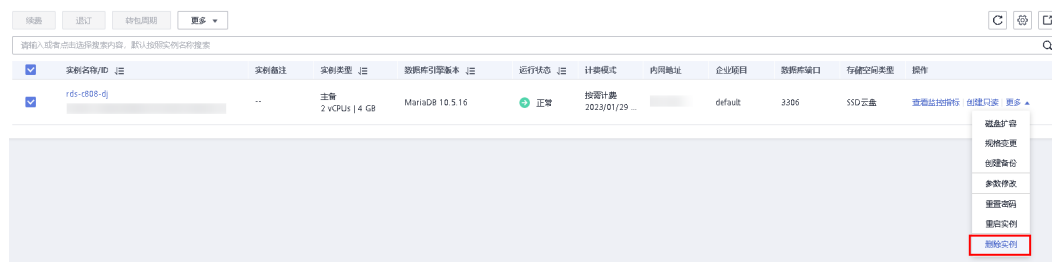 续费 退订 转包周期 更多
请输入或者点击选择搜索内容，默认按照实例名称搜索
实例名称/ID 实例备注 实例类型 数据库引擎版本 运行状态 计费模式 内网地址 企业项目 数据库端口 存储空间类型 操作
rds-c808-dj -- 主备 MariaDB 10.5.16 正常 按需计费 default 3306 SSD云盘 查看监控指标 创建只读 更多
2 vCPUs | 4 GB 2023/01/29 ...
磁盘扩容
规格变更
创建备份
参数修改
重置密码
重启实例
删除实例